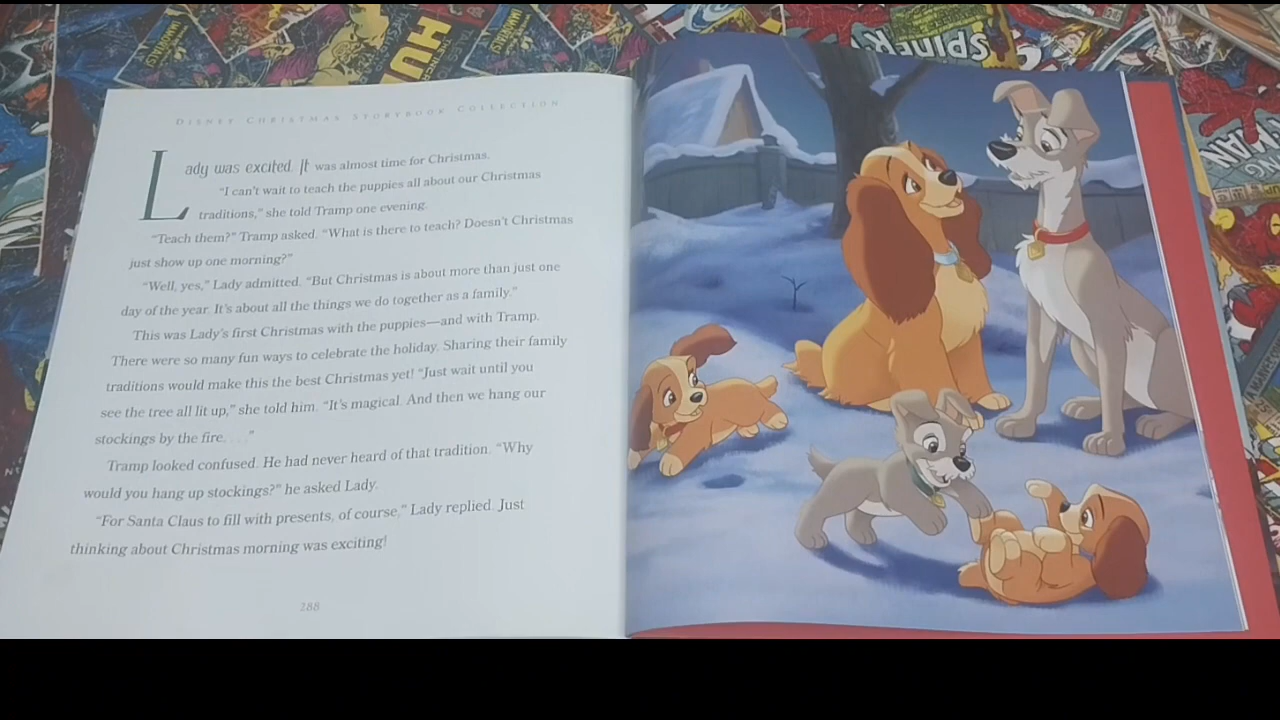 DISNEY CHRISTMAS STORYBOOK COLLECTION
Lady was excited. It was almost time for Christmas.
"I can't wait to teach the puppies all about our Christmas
traditions," she told Tramp one evening.
"Teach them?" Tramp asked. "What is there to teach? Doesn't Christmas
just show up one morning?"
"Well, yes," Lady admitted. "But Christmas is about more than just one
day of the year. It's about all the things we do together as a family."
This was Lady's first Christmas with the puppies—and with Tramp.
There were so many fun ways to celebrate the holiday. Sharing their family
traditions would make this the best Christmas yet! "Just wait until you
see the tree all lit up," she told him. "It's magical. And then we hang our
stockings by the fire. . . ."
Tramp looked confused. He had never heard of that tradition. "Why
would you hang up stockings?" he asked Lady.
"For Santa Claus to fill with presents, of course," Lady replied. Just
thinking about Christmas morning was exciting!
288